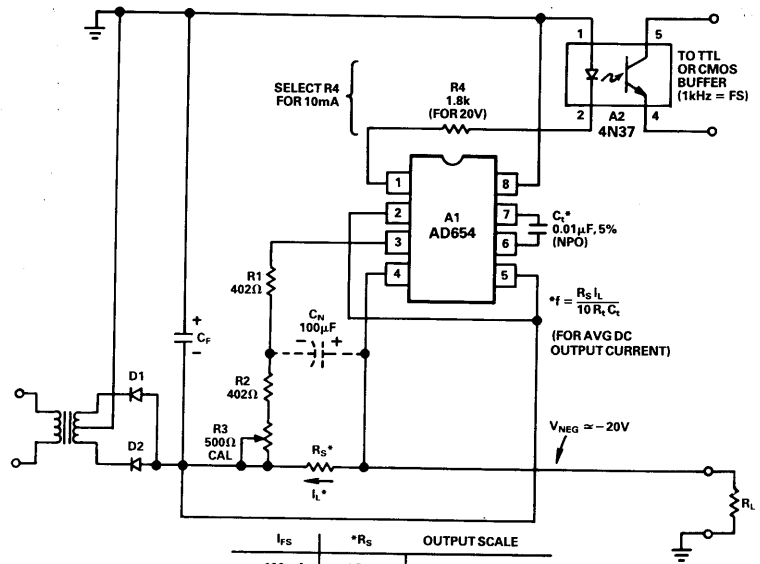 1
5
TO TTL
OR CMOS
BUFFER
(1kHz = FS)
SELECT R4
FOR 10mA
R4
1.8k
(FOR 20V)
2
A2
4
4N37
1
8
2
A1
AD654
7
Ct*
0.01µF, 5%
(NPO)
3
6
4
5
R1
402Ω
*f = RS IL
10 Rt Ct
(FOR AVG DC
OUTPUT CURRENT)
CN
100µF
- +
+
CF
-
D1
R2
402Ω
R3
500Ω
CAL
D2
RS*
IL*
VNEG ≃ -20V
RL
IFS *RS OUTPUT SCALE